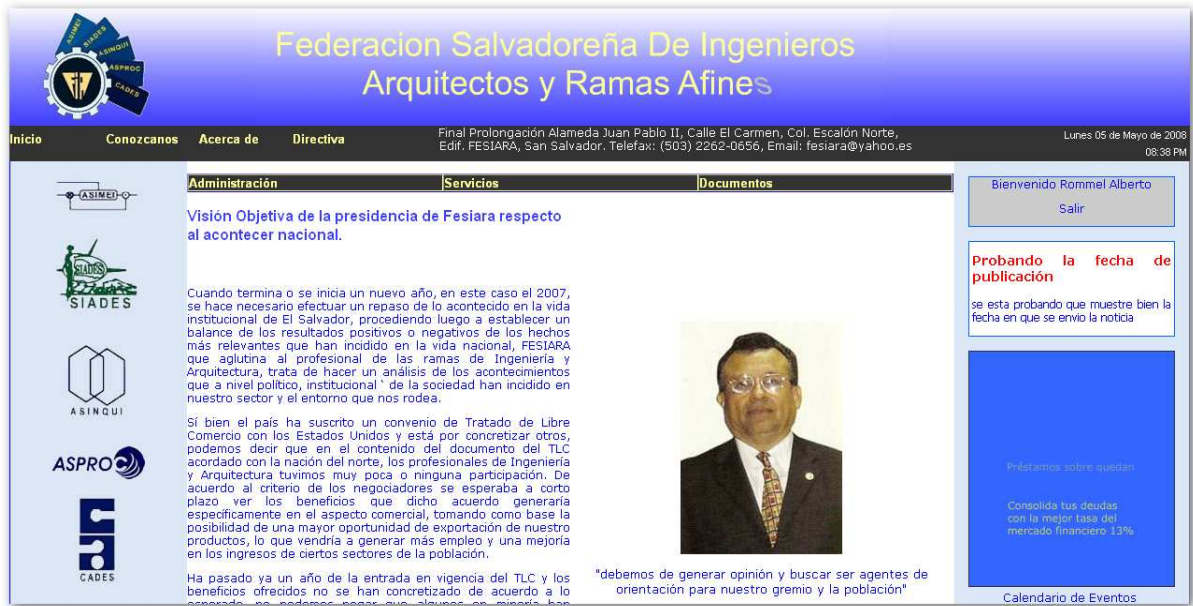 ASIMEI
SIADES
ASINQUI
ASPROC
CADES
Federacion Salvadoreña De Ingenieros
Arquitectos y Ramas Afines
Inicio
Conozcanos
Acerca de
Directiva
Final Prolongación Alameda Juan Pablo II, Calle El Carmen, Col. Escalón Norte,
Edif. FESIARA, San Salvador. Telefax: (503) 2262-0656, Email: fesiara@yahoo.es
Lunes 05 de Mayo de 2008
08:38 PM
ASIMEI
SIADES
SIADES
ASINQUI
ASPROC
CADES
Administración
Servicios
Documentos
Visión Objetiva de la presidencia de Fesiara respecto
al acontecer nacional.
Cuando termina o se inicia un nuevo año, en este caso el 2007,
se hace necesario efectuar un repaso de lo acontecido en la vida
institucional de El Salvador, procediendo luego a establecer un
balance de los resultados positivos o negativos de los hechos
más relevantes que han incidido en la vida nacional, FESIARA
que aglutina al profesional de las ramas de Ingeniería y
Arquitectura, trata de hacer un análisis de los acontecimientos
que a nivel político, institucional ` de la sociedad han incidido en
nuestro sector y el entorno que nos rodea.
Sí bien el país ha suscrito un convenio de Tratado de Libre
Comercio con los Estados Unidos y está por concretizar otros,
podemos decir que en el contenido del documento del TLC
acordado con la nación del norte, los profesionales de Ingeniería
y Arquitectura tuvimos muy poca o ninguna participación. De
acuerdo al criterio de los negociadores se esperaba a corto
plazo ver los beneficios que dicho acuerdo generaría
específicamente en el aspecto comercial, tomando como base la
posibilidad de una mayor oportunidad de exportación de nuestro
productos, lo que vendría a generar más empleo y una mejoría
en los ingresos de ciertos sectores de la población.
Ha pasado ya un año de la entrada en vigencia del TLC y los
beneficios ofrecidos no se han concretizado de acuerdo a lo
esperado, no podemos negar que algunos en minoría han
"debemos de generar opinión y buscar ser agentes de
orientación para nuestro gremio y la población"
Bienvenido Rommel Alberto
Salir
Probando la fecha de
publicación
se esta probando que muestre bien la
fecha en que se envio la noticia
Préstamos sobre quedan
Consolida tus deudas
con la mejor tasa del
mercado financiero 13%
Calendario de Eventos